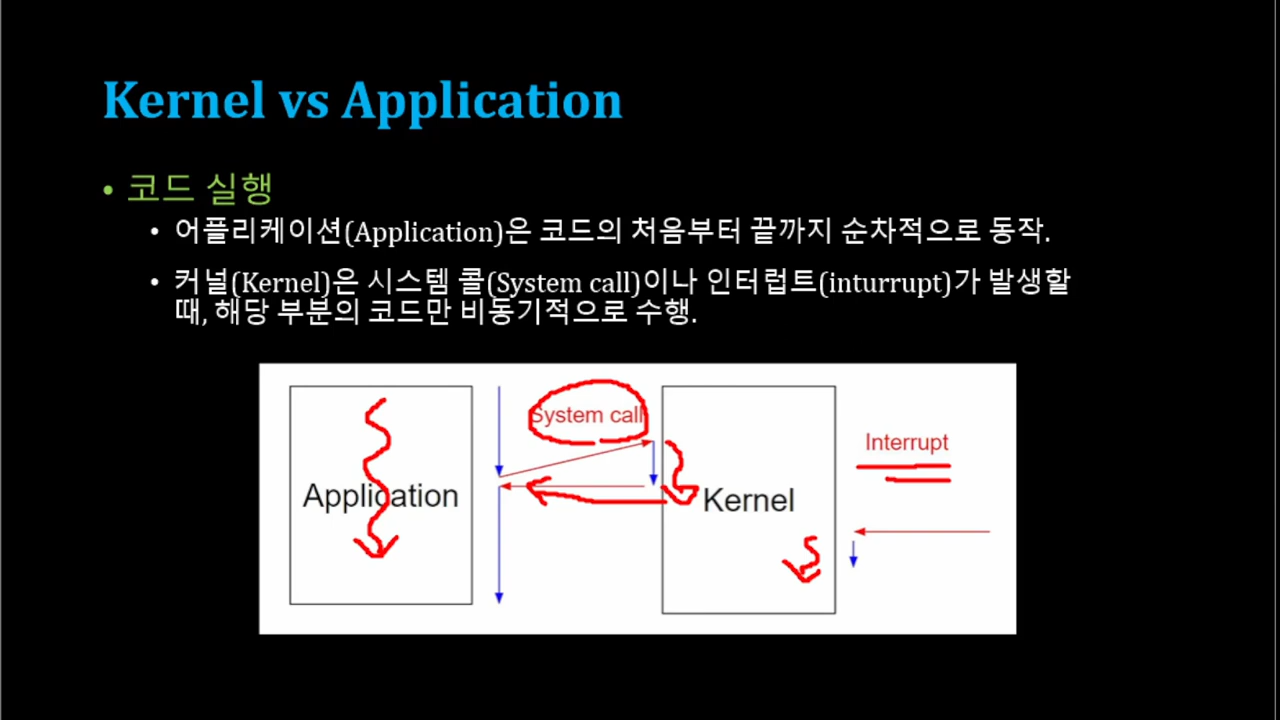 Kernel vs Application
• 코드 실행
• 어플리케이션(Application)은 코드의 처음부터 끝까지 순차적으로 동작.
• 커널(Kernel)은 시스템 콜(System call)이나 인터럽트(inturrupt)가 발생할
때, 해당 부분의 코드만 비동기적으로 수행.
System call
Interrupt
Application
Kernel